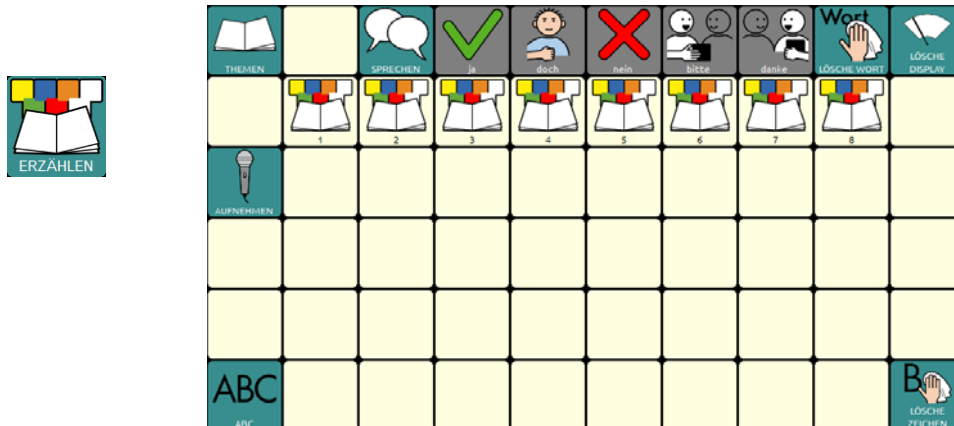 ERZÄHLEN
THEMEN
SPRECHEN
ja
doch
nein
bitte
danke
Wort
LÖSCHE WORT
LÖSCHE
DISPLAY
1
2
3
4
5
6
7
8
AUFNEHMEN
ABC
ABC
B
LÖSCHE
ZEICHEN